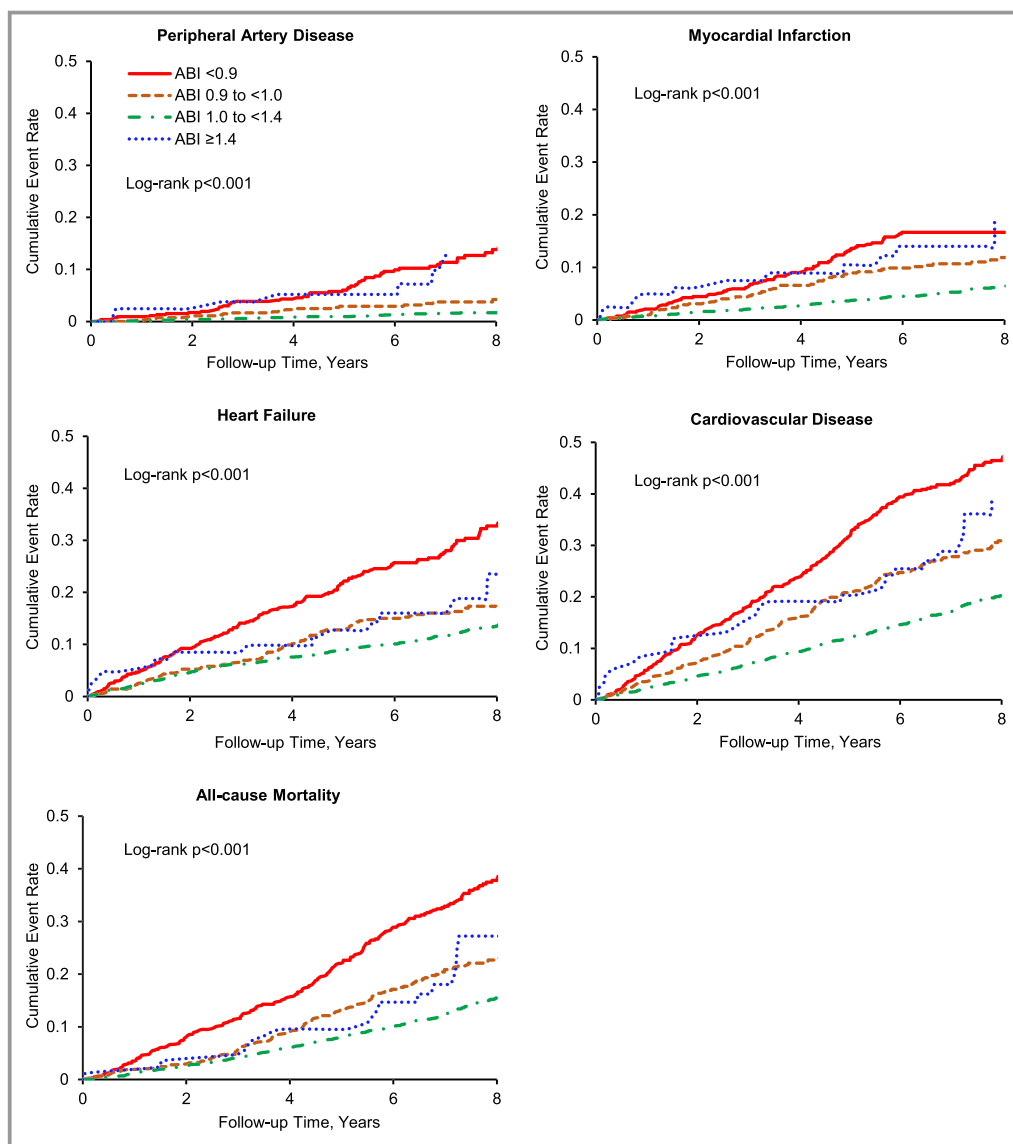 Peripheral Artery Disease
Cumulative Event Rate
0.5
0.4
0.3
0.2
0.1
0
ABI <0.9
ABI 0.9 to <1.0
ABI 1.0 to <1.4
ABI ≥1.4
Log-rank p<0.001
0 2 4 6 8
Follow-up Time, Years
Myocardial Infarction
Cumulative Event Rate
0.5
0.4
0.3
0.2
0.1
0
Log-rank p<0.001
0 2 4 6 8
Follow-up Time, Years
Heart Failure
Cumulative Event Rate
0.5
0.4
0.3
0.2
0.1
0
Log-rank p<0.001
0 2 4 6 8
Follow-up Time, Years
Cardiovascular Disease
Cumulative Event Rate
0.5
0.4
0.3
0.2
0.1
0
Log-rank p<0.001
0 2 4 6 8
Follow-up Time, Years
All-cause Mortality
Cumulative Event Rate
0.5
0.4
0.3
0.2
0.1
0
Log-rank p<0.001
0 2 4 6 8
Follow-up Time, Years